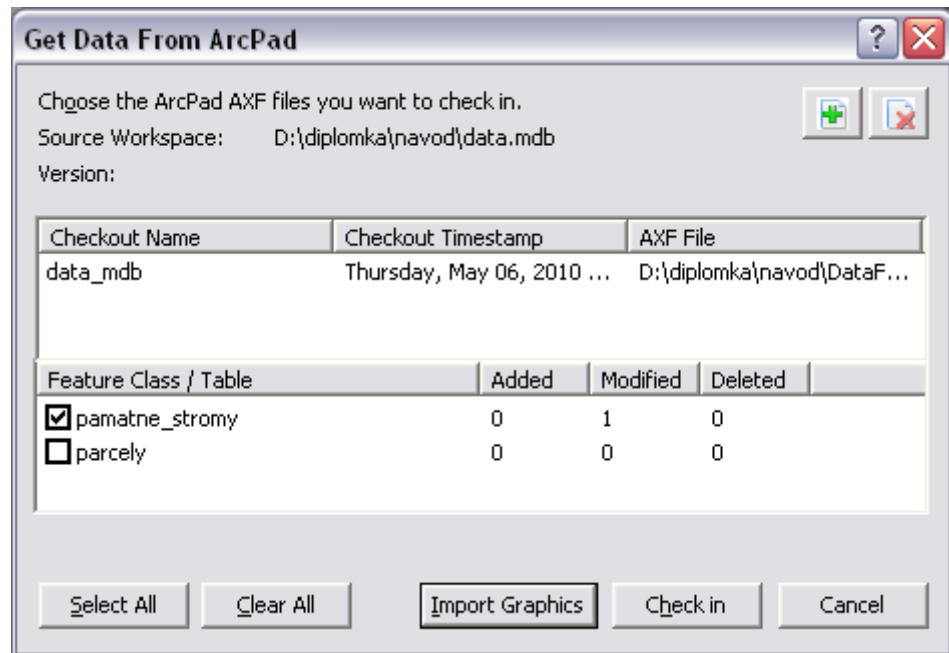 Get Data From ArcPad
Choose the ArcPad AXF files you want to check in.
Source Workspace: D:\diplomka\navod\data.mdb
Version:
Checkout Name Checkout Timestamp AXF File
data_mdb Thursday, May 06, 2010 ... D:\diplomka\navod\DataF...
Feature Class / Table Added Modified Deleted
pamatne_stromy 0 1 0
parcely 0 0 0
Select All Clear All Import Graphics Check in Cancel